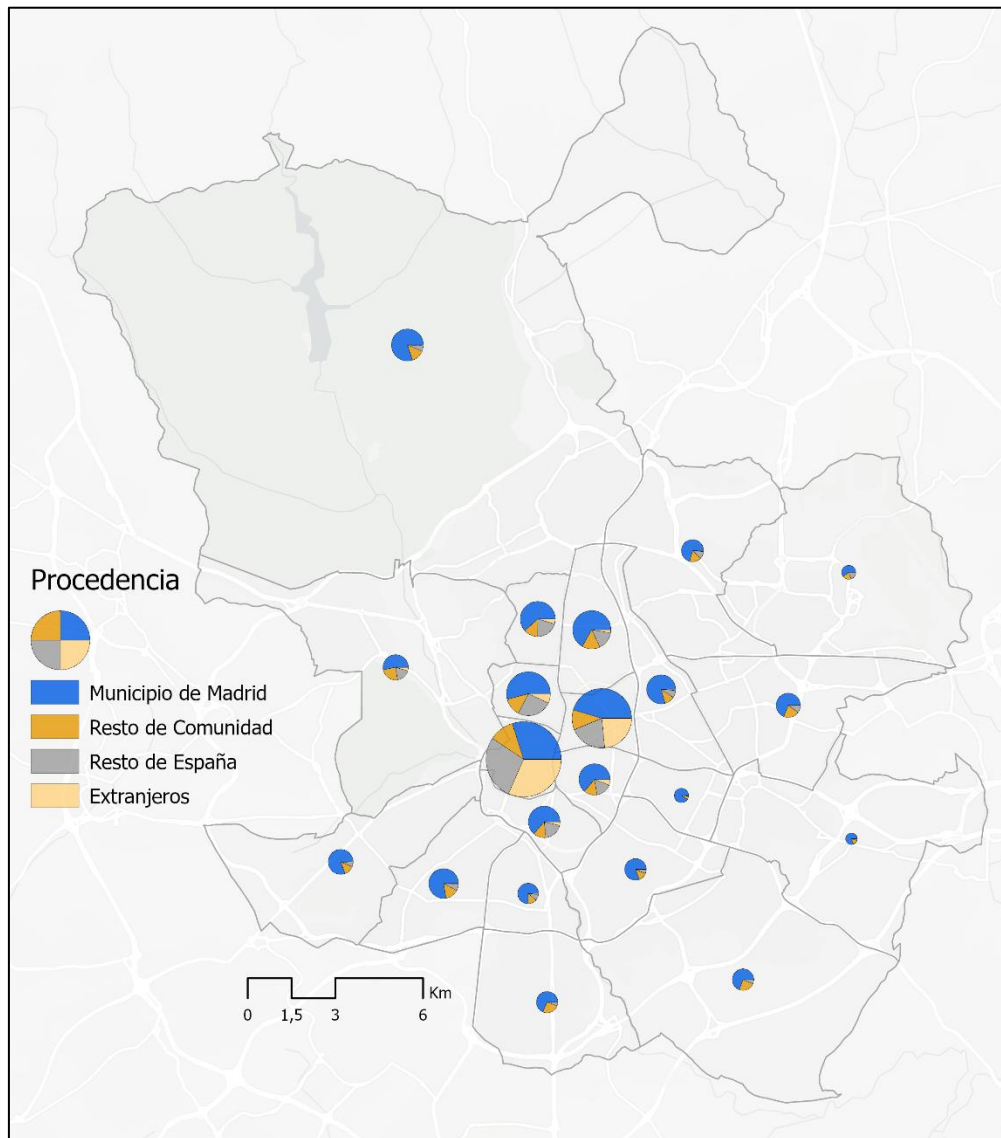 Procedencia
Municipio de Madrid
Resto de Comunidad
Resto de España
Extranjeros
Km
0 1,5 3 6